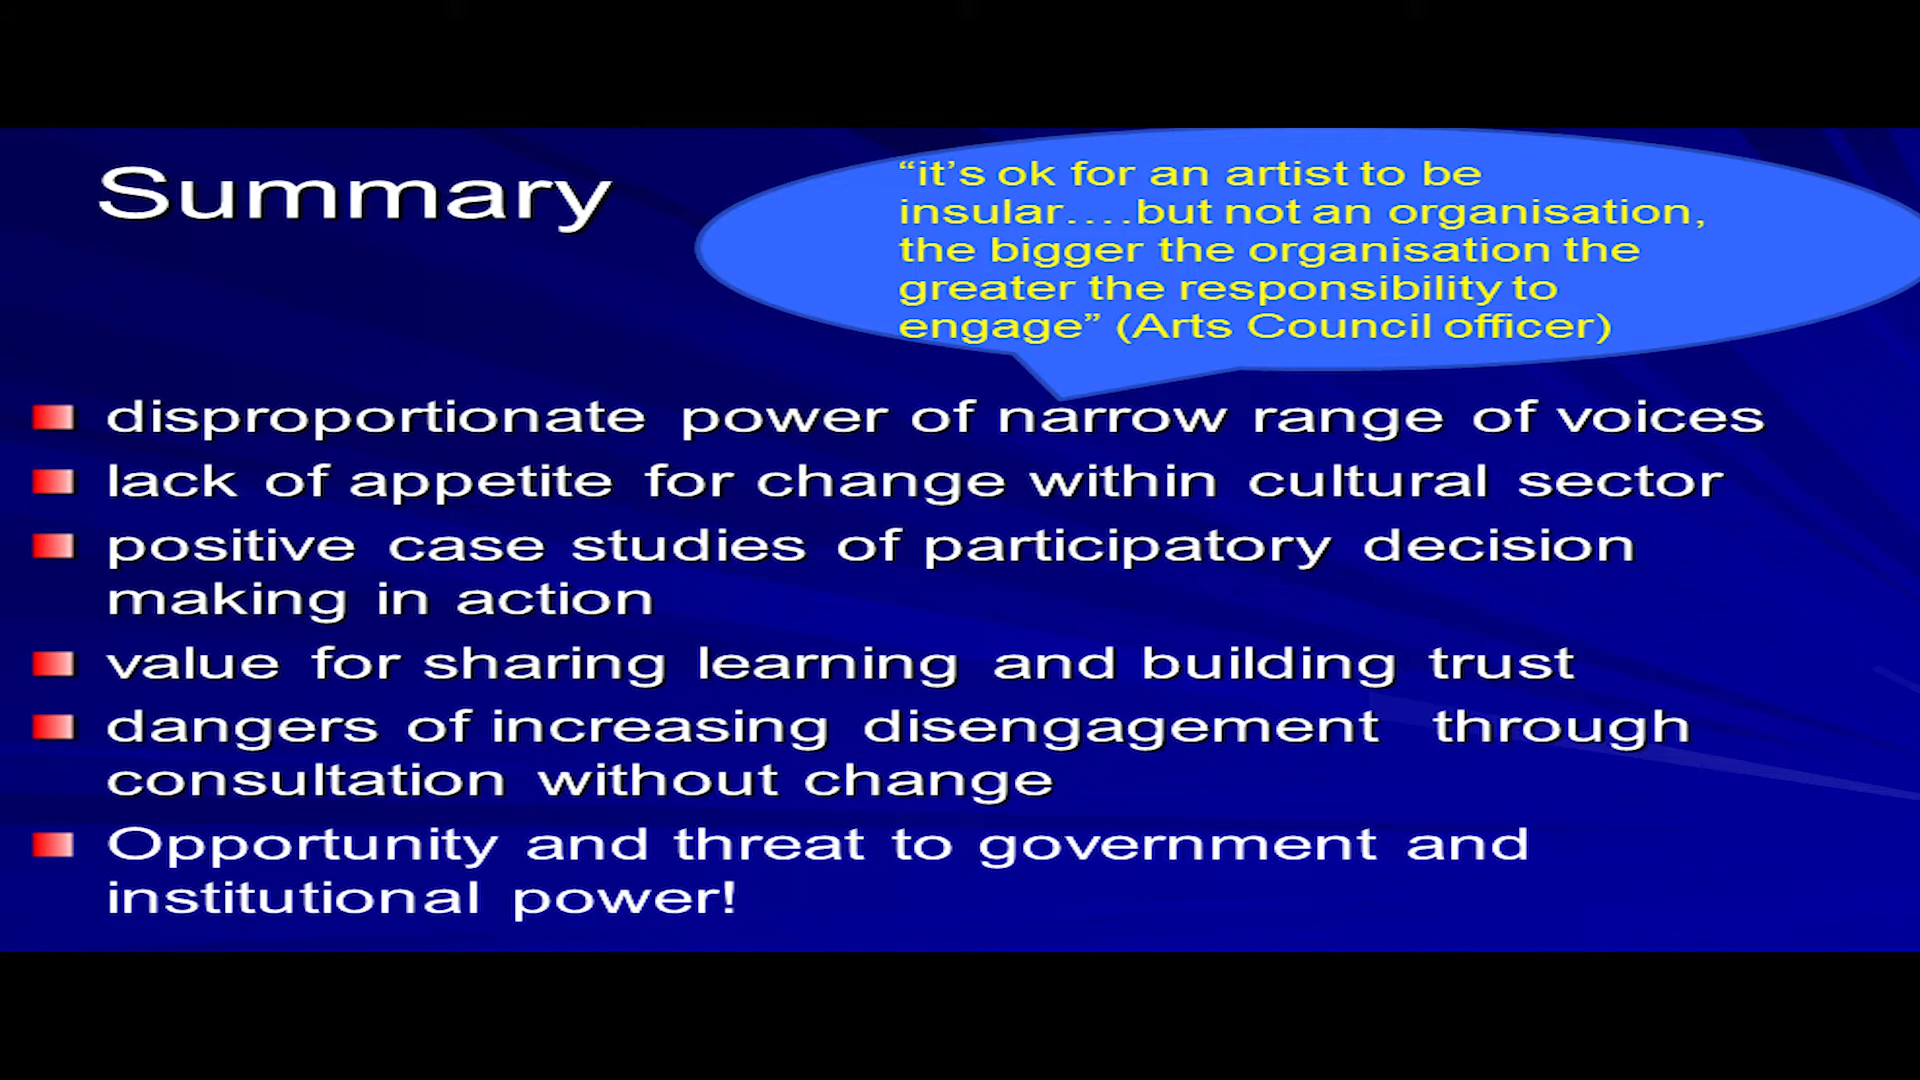 Summary
“it’s ok for an artist to be
insular....but not an organisation,
the bigger the organisation the
greater the responsibility to
engage” (Arts Council officer)
disproportionate power of narrow range of voices
lack of appetite for change within cultural sector
positive case studies of participatory decision
making in action
value for sharing learning and building trust
dangers of increasing disengagement through
consultation without change
Opportunity and threat to government and
institutional power!